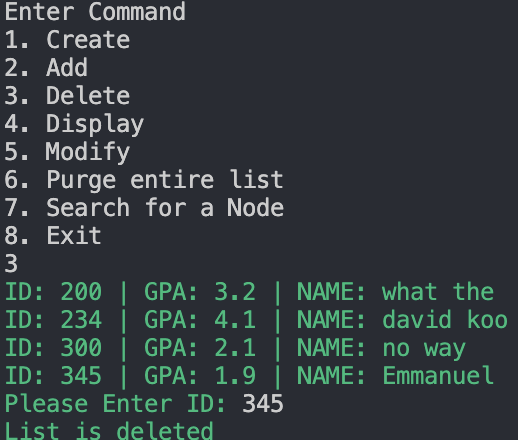 Enter Command
1. Create
2. Add
3. Delete
4. Display
5. Modify
6. Purge entire list
7. Search for a Node
8. Exit
3
ID: 200 | GPA: 3.2 | NAME: what the
ID: 234 | GPA: 4.1 | NAME: david koo
ID: 300 | GPA: 2.1 | NAME: no way
ID: 345 | GPA: 1.9 | NAME: Emmanuel
Please Enter ID: 345
List is deleted